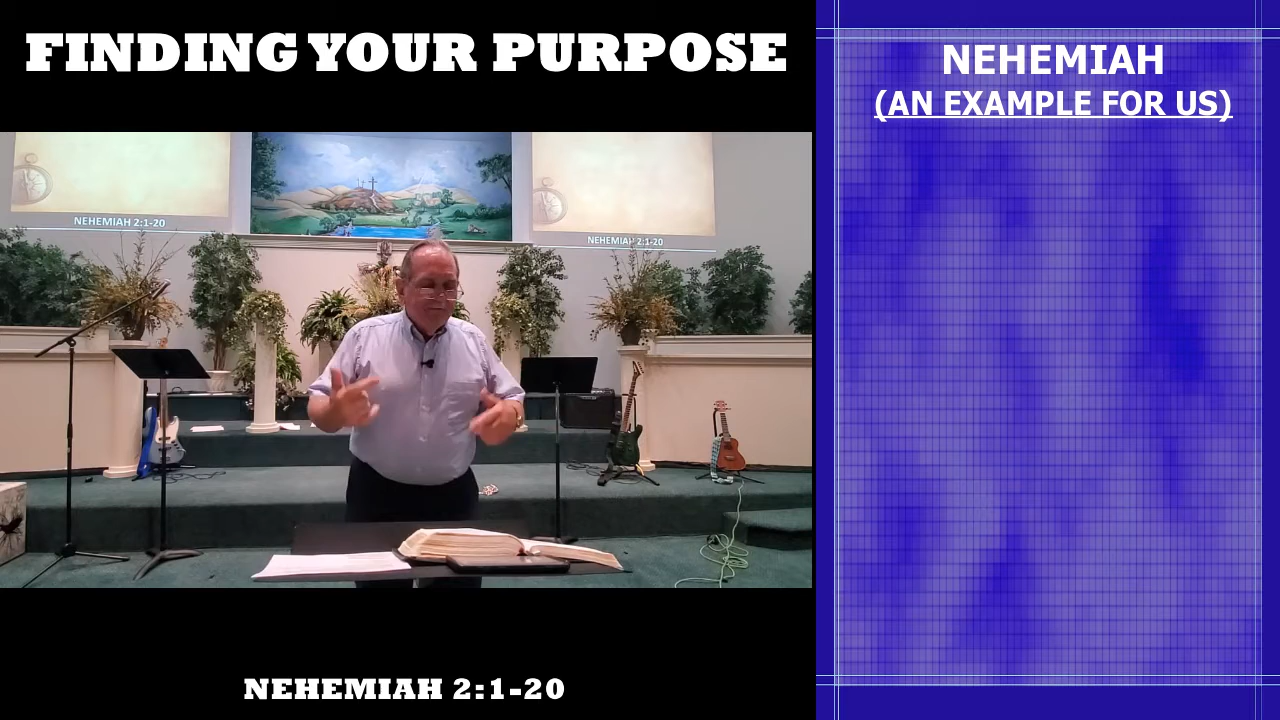 FINDING YOUR PURPOSE
NEHEMIAH
(AN EXAMPLE FOR US)
NEHEMIAH 2:1-20
NEHEMIAH 2:1-20
NEHEMIAH 2:1-20